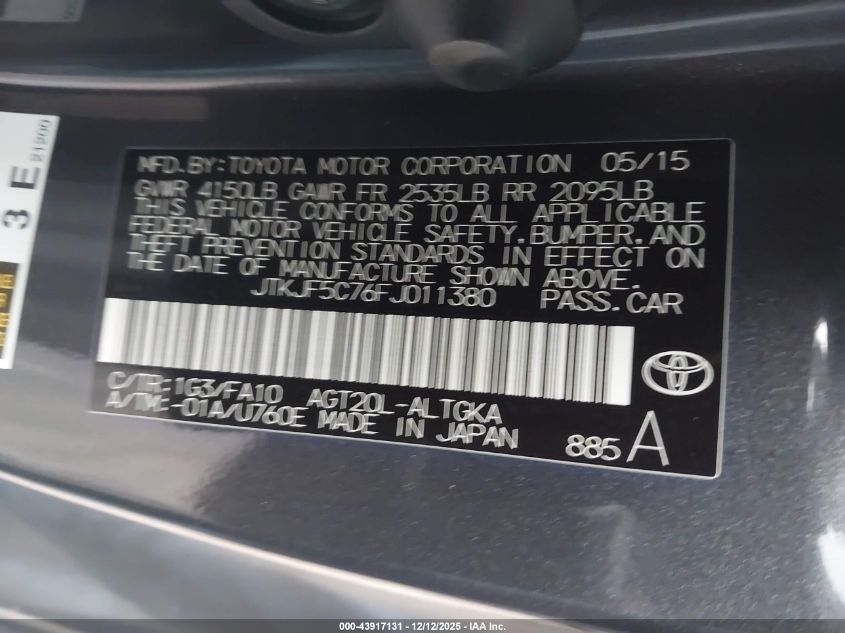 3 E
21200
MFD.BY:TOYOTA MOTOR CORPORATION 05/15
GVWR 4150LB GAWR FR 2535LB RR 2095LB
THIS VEHICLE CONFORMS TO ALL APPLICABLE
FEDERAL MOTOR VEHICLE SAFETY,BUMPER,AND
THEFT PREVENTION STANDARDS IN EFFECT ON
THE DATE OF MANUFACTURE SHOWN ABOVE.
JTKJF5C76FJ011380 PASS.CAR
C/TR:1G3/FA10 AGT20L-ALTGKA
A/TM:-01A/U760E MADE IN JAPAN
885 A
000-43917131 - 12/12/2025 - IAA Inc.